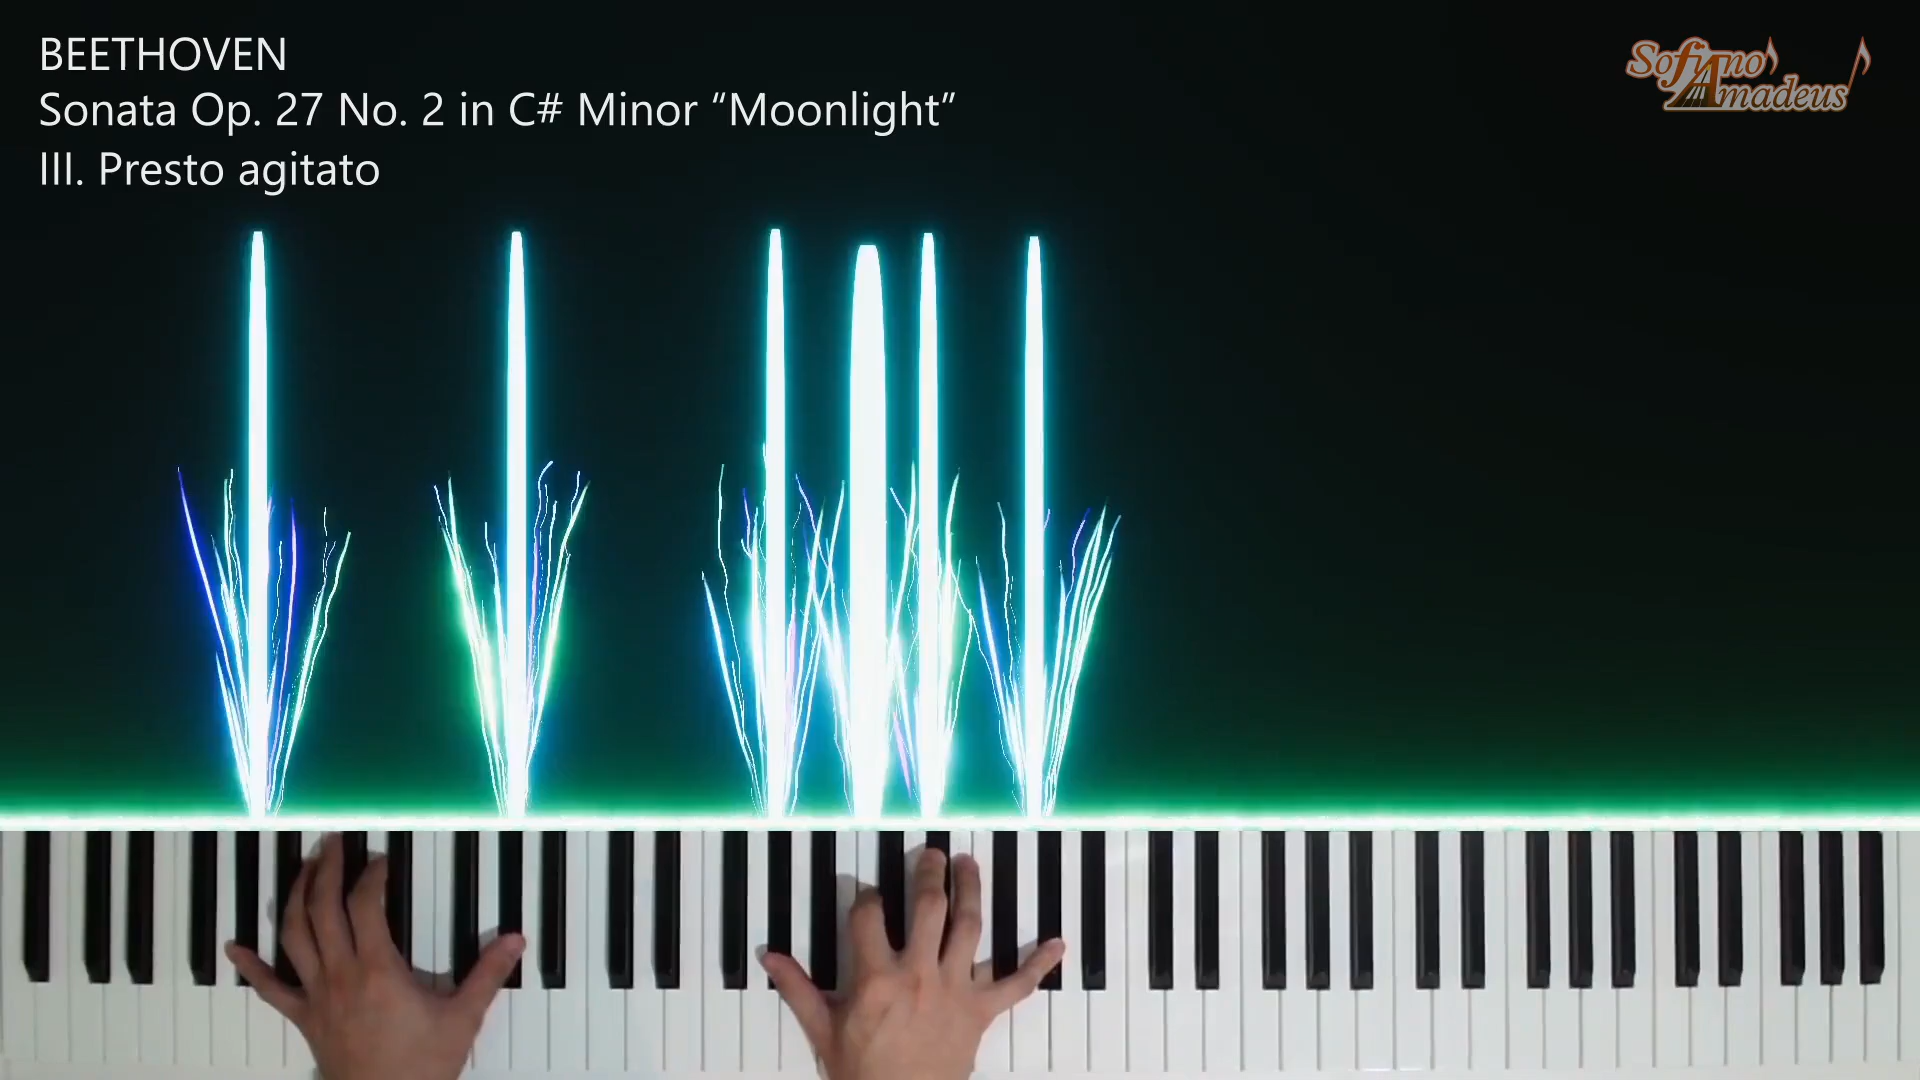 BEETHOVEN
Sonata Op. 27 No. 2 in C# Minor “Moonlight”
III. Presto agitato
Sofiano
Amadeus